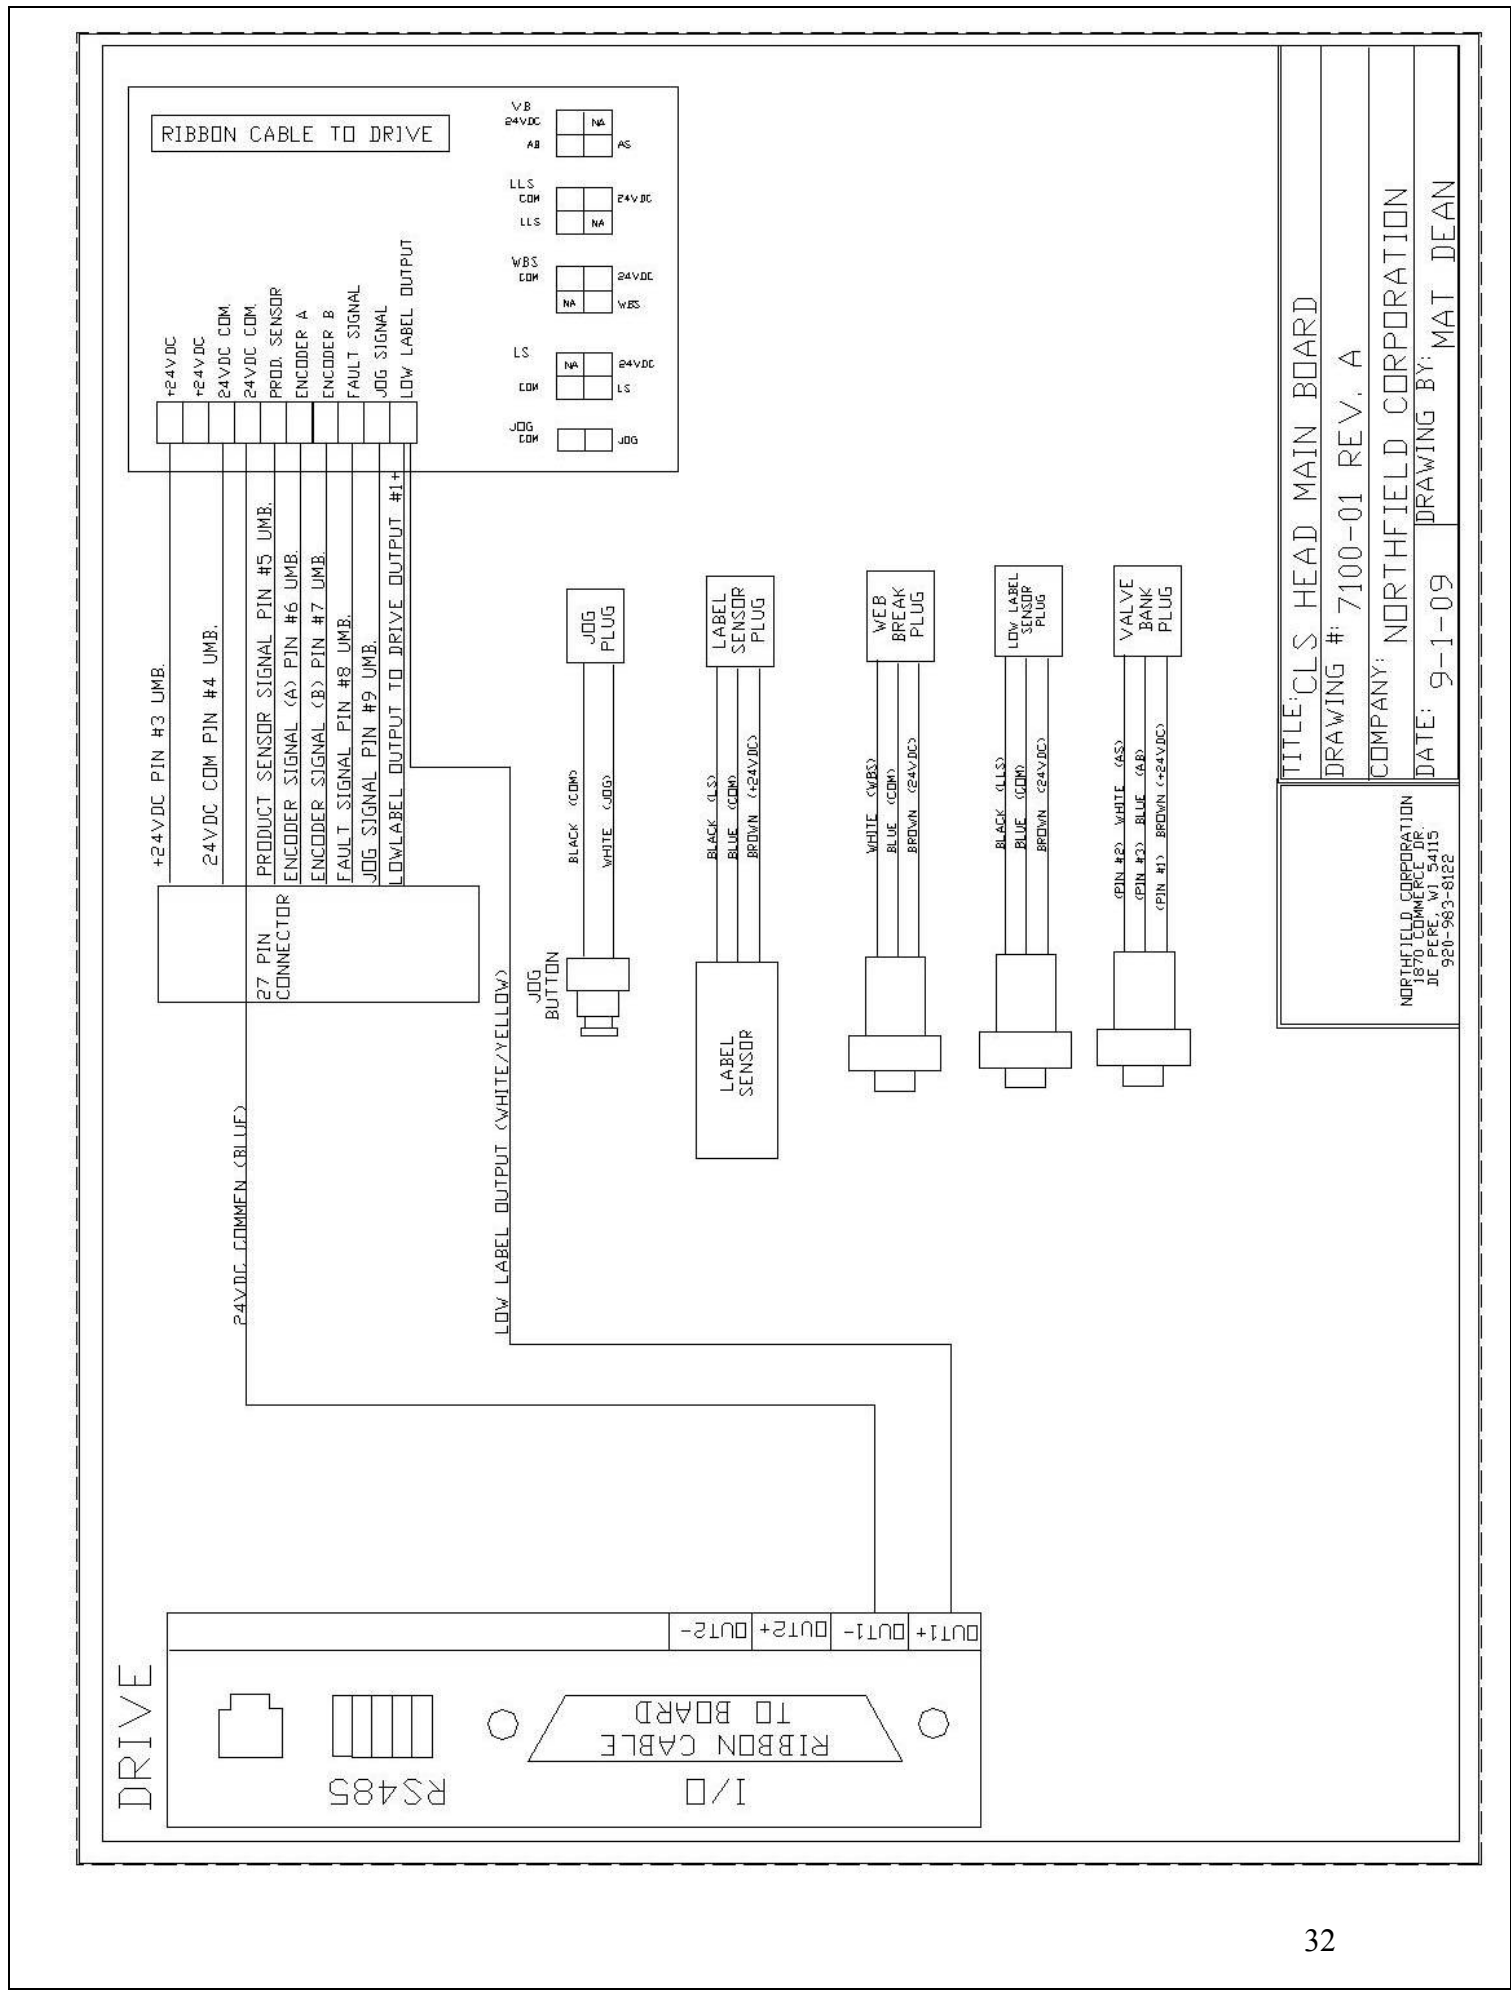 RIBBON CABLE TO DRIVE
VB
24VDC
NA
AB
AS
LLS
COM
24VDC
LLS
NA
WBS
COM
24VDC
NA
WBS
LS
NA
24VDC
COM
LS
JOG
COM
JOG
+24VDC
+24VDC
24VDC COM.
24VDC COM.
PROD. SENSOR
ENCODER A
ENCODER B
FAULT SIGNAL
JOG SIGNAL
LOW LABEL OUTPUT
+24VDC PIN #3 UMB.
24VDC COM PIN #4 UMB.
PRODUCT SENSOR SIGNAL PIN #5 UMB.
ENCODER SIGNAL (A) PIN #6 UMB.
ENCODER SIGNAL (B) PIN #7 UMB.
FAULT SIGNAL PIN #8 UMB.
JOG SIGNAL PIN #9 UMB.
LOWLABEL OUTPUT TO DRIVE OUTPUT #1+
27 PIN
CONNECTOR
24VDC COMMEN (BLUE)
LOW LABEL OUTPUT (WHITE/YELLOW)
JOG
PLUG
BLACK (COM)
WHITE (JOG)
JOG
BUTTON
LABEL
SENSOR
PLUG
BLACK (LS)
BLUE (COM)
BROWN (+24VDC)
LABEL
SENSOR
WEB
BREAK
PLUG
WHITE (WBS)
BLUE (COM)
BROWN (24VDC)
LOW LABEL
SENSOR
PLUG
BLACK (LLS)
BLUE (COM)
BROWN (24VDC)
VALVE
BANK
PLUG
(PIN #2) WHITE (AS)
(PIN #3) BLUE (AB)
(PIN #1) BROWN (+24VDC)
DRIVE
OUT2-
OUT2+
OUT1-
OUT1+
RS485
RIBBON CABLE
TO BOARD
I/O
TITLE: CLS HEAD MAIN BOARD
DRAWING #: 7100-01 REV. A
COMPANY: NORTHFIELD CORPORATION
DATE: 9-1-09
DRAWING BY: MAT DEAN
NORTHFIELD CORPORATION
1870 COMMERCE DR.
DE PERE, WI 54115
920-983-8122
32